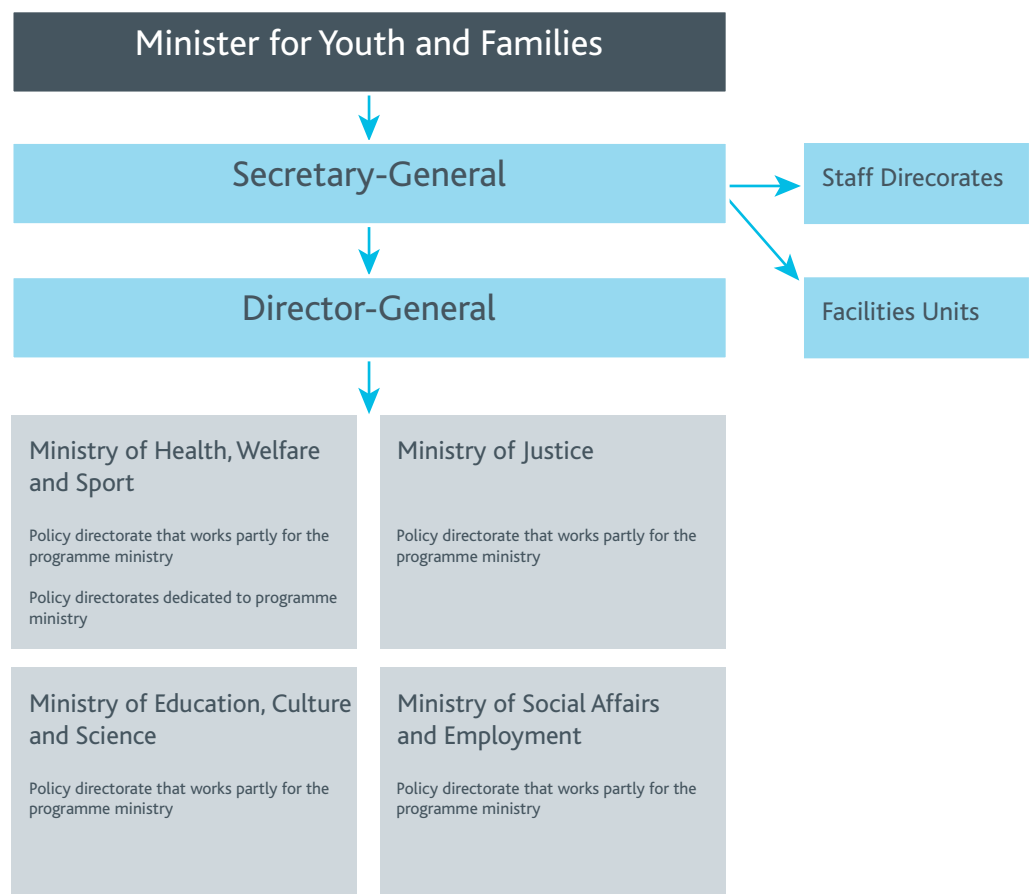 Minister for Youth and Families
Secretary-General
Staff Direcorates
Director-General
Facilities Units
Ministry of Health, Welfare
and Sport
Policy directorate that works partly for the
programme ministry
Policy directorates dedicated to programme
ministry
Ministry of Justice
Policy directorate that works partly for the
programme ministry
Ministry of Education, Culture
and Science
Policy directorate that works partly for the
programme ministry
Ministry of Social Affairs
and Employment
Policy directorate that works partly for the
programme ministry